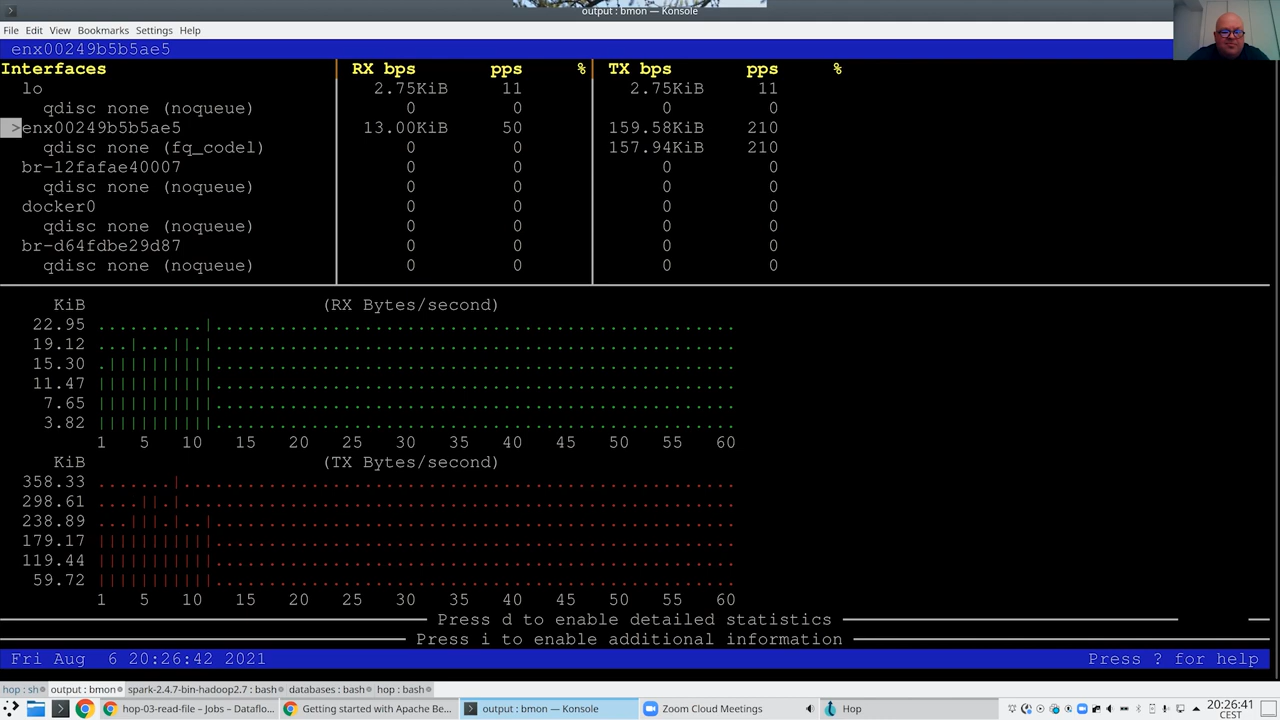 output : bmon — Konsole
File Edit View Bookmarks Settings Help
enx00249b5b5ae5
Interfaces RX bps pps % TX bps pps %
lo 2.75KiB 11 2.75KiB 11
qdisc none (noqueue) 0 0 0 0
>enx00249b5b5ae5 13.00KiB 50 159.58KiB 210
qdisc none (fq_codel) 0 0 157.94KiB 210
br-12fafae40007 0 0 0 0
qdisc none (noqueue) 0 0 0 0
docker0 0 0 0 0
qdisc none (noqueue) 0 0 0 0
br-d64fdbe29d87 0 0 0 0
qdisc none (noqueue) 0 0 0 0
KiB (RX Bytes/second)
22.95 ..........|................................................
19.12 ...|...||.|................................................
15.30 .||||||||||................................................
11.47 |||||||||||................................................
7.65 |||||||||||................................................
3.82 |||||||||||................................................
1 5 10 15 20 25 30 35 40 45 50 55 60
KiB (TX Bytes/second)
358.33 .......|...................................................
298.61 ....||.|...................................................
238.89 ...|||.|..|................................................
179.17 |||||||||||................................................
119.44 |||||||||||................................................
59.72 |||||||||||................................................
1 5 10 15 20 25 30 35 40 45 50 55 60
Press d to enable detailed statistics
Press i to enable additional information
Fri Aug 6 20:26:42 2021 Press ? for help
hop : sh output : bmon spark-2.4.7-bin-hadoop2.7 : bash databases : bash hop : bash
hop-03-read-file – Jobs – Dataflo... Getting started with Apache Be... output : bmon — Konsole Zoom Cloud Meetings Hop 20:26:41
CEST